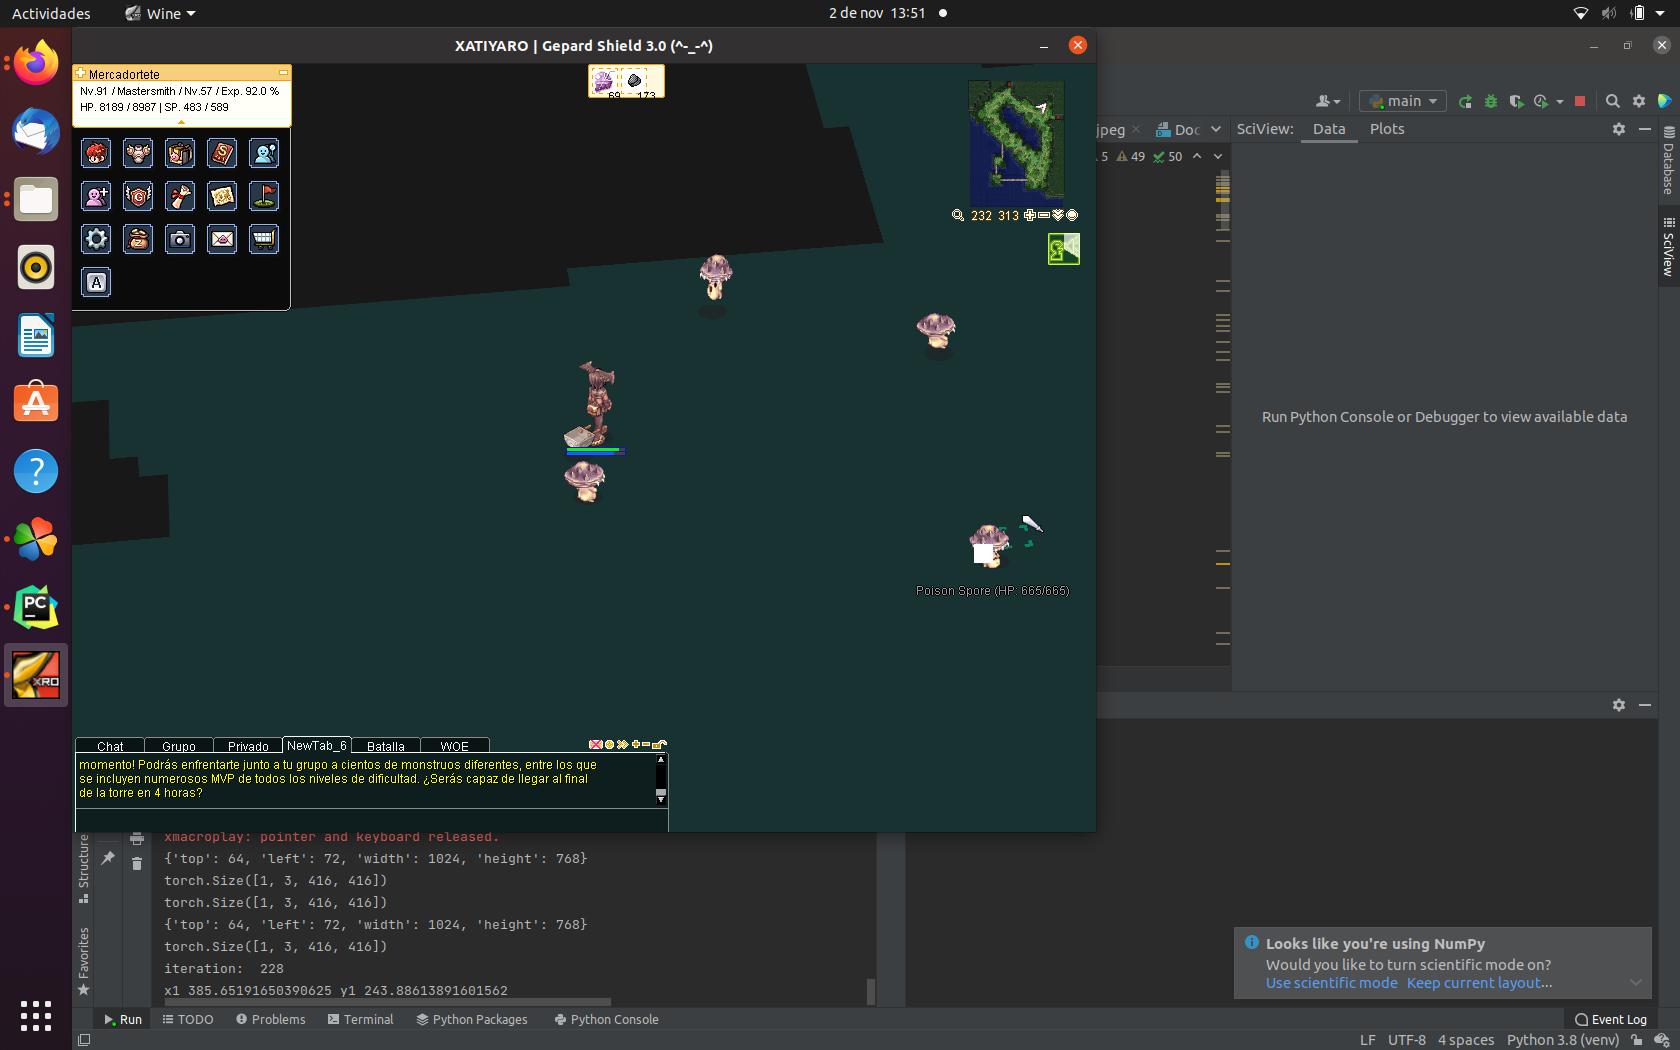 Actividades
Wine
2 de nov 13:51
XATIYARO | Gepard Shield 3.0 (^-_-^)
Mercadortete
Nv.91 / Mastersmith / Nv.57 / Exp. 92.0 %
HP. 8189 / 8987 | SP. 483 / 589
69 173
232 313
A
main
jpeg
Doc
SciView:
Data
Plots
5
49
50
Database
SciView
Run Python Console or Debugger to view available data
Poison Spore (HP: 665/665)
PC
XRO
Chat
Grupo
Privado
NewTab_6
Batalla
WOE
momento! Podrás enfrentarte junto a tu grupo a cientos de monstruos diferentes, entre los que
se incluyen numerosos MVP de todos los niveles de dificultad. ¿Serás capaz de llegar al final
de la torre en 4 horas?
xmacroplay: pointer and keyboard released.
{'top': 64, 'left': 72, 'width': 1024, 'height': 768}
torch.Size([1, 3, 416, 416])
torch.Size([1, 3, 416, 416])
{'top': 64, 'left': 72, 'width': 1024, 'height': 768}
torch.Size([1, 3, 416, 416])
iteration:  228
x1 385.65191650390625 y1 243.88613891601562
Structure
Favorites
Looks like you're using NumPy
Would you like to turn scientific mode on?
Use scientific mode Keep current layout...
Run
TODO
Problems
Terminal
Python Packages
Python Console
Event Log
LF
UTF-8
4 spaces
Python 3.8 (venv)